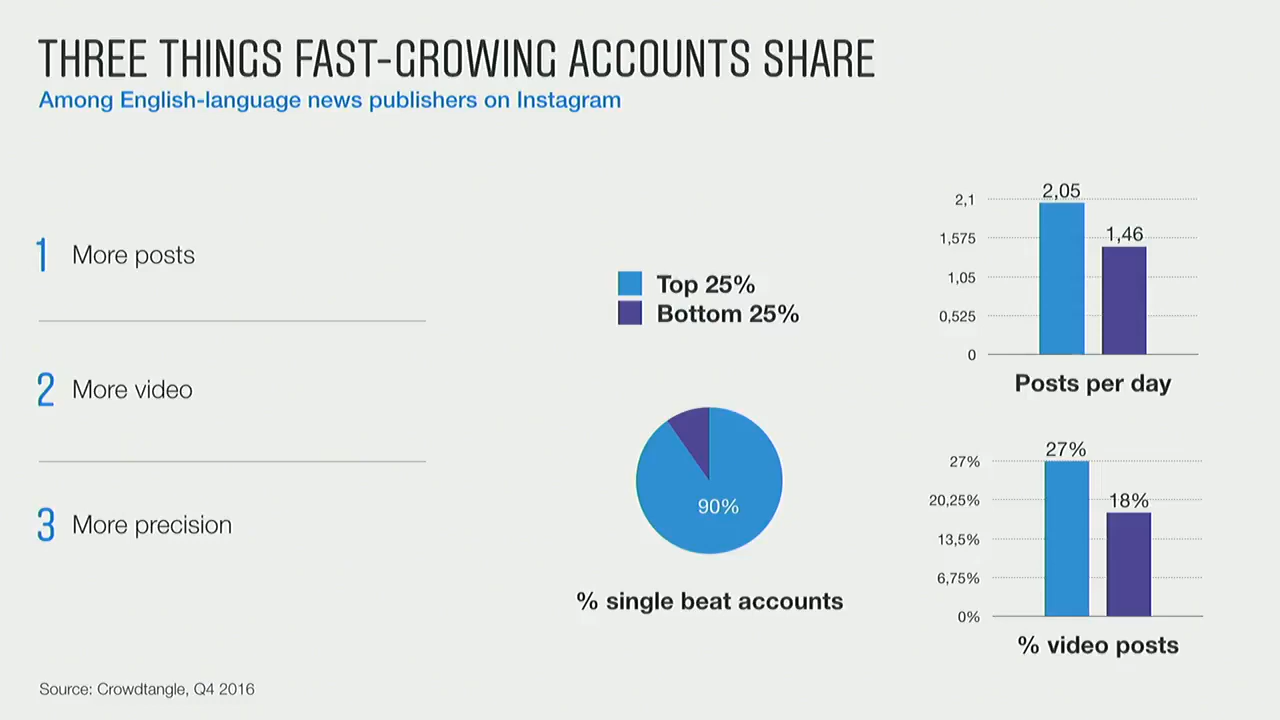 THREE THINGS FAST-GROWING ACCOUNTS SHARE
Among English-language news publishers on Instagram
1 More posts
2 More video
3 More precision
Top 25%
Bottom 25%
90%
% single beat accounts
2,05
2,1
1,46
1,575
1,05
0,525
0
Posts per day
27%
27%
18%
20,25%
13,5%
6,75%
0%
% video posts
Source: Crowdtangle, Q4 2016